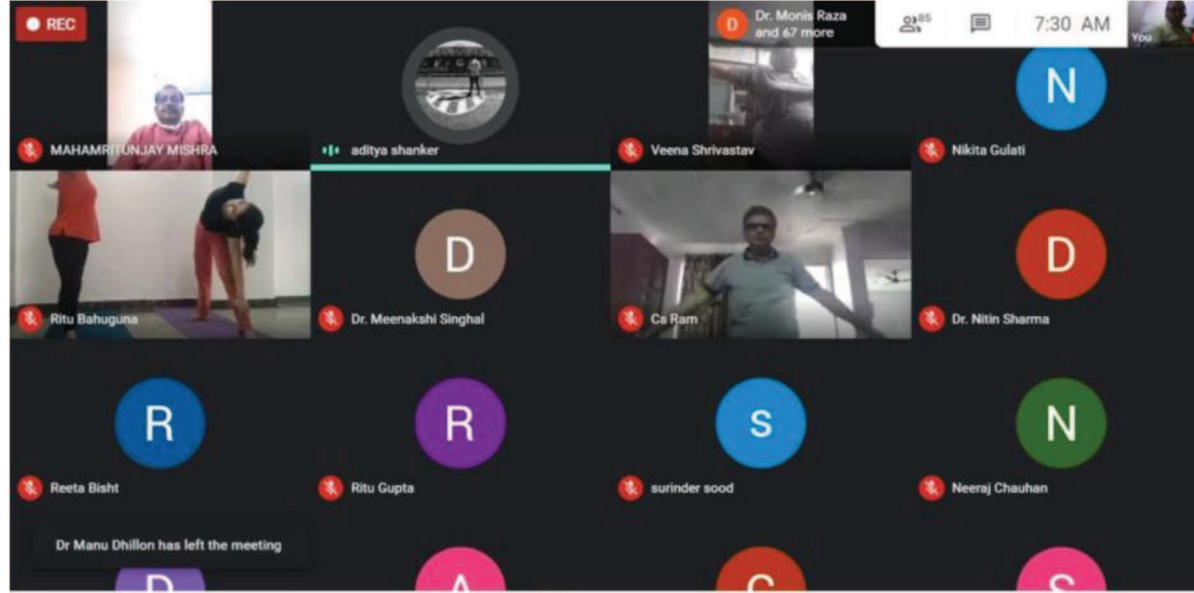 REC
D
Dr. Monis Raza
and 67 more
85
7:30 AM
You
MAHAMRITUNJAY MISHRA
aditya shanker
Veena Shrivastav
N
Nikita Gulati
Ritu Bahuguna
D
Dr. Meenakshi Singhal
Cs Ram
D
Dr. Nitin Sharma
R
Reeta Bisht
R
Ritu Gupta
s
surinder sood
N
Neeraj Chauhan
Dr Manu Dhillon has left the meeting
D
A
C
S